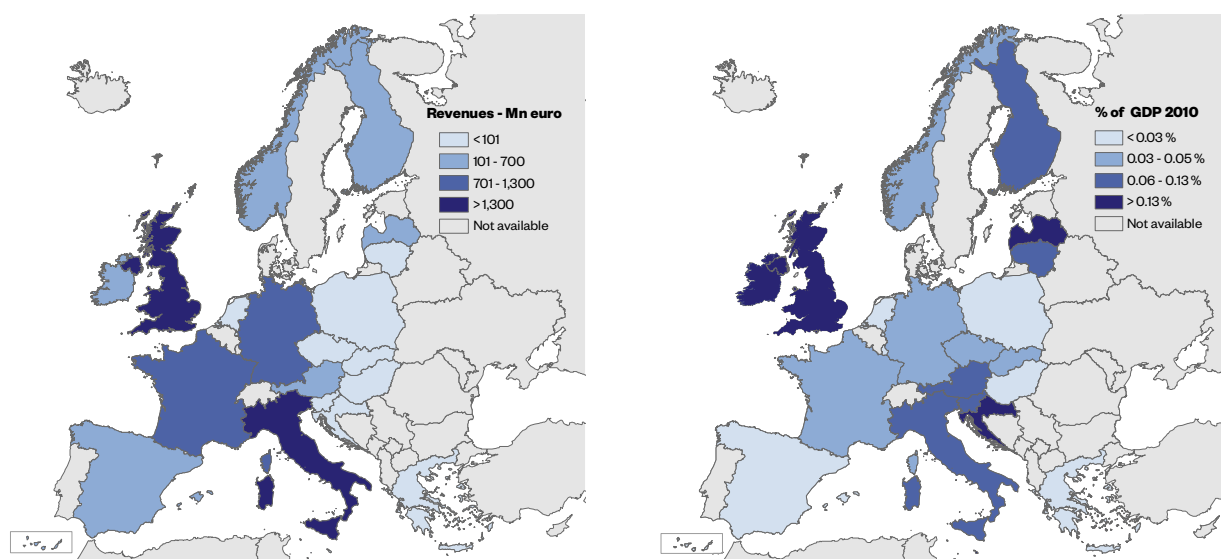 Revenues - Mn euro
< 101
101 - 700
701 - 1,300
> 1,300
Not available
% of GDP 2010
< 0.03 %
0.03 - 0.05 %
0.06 - 0.13 %
> 0.13 %
Not available